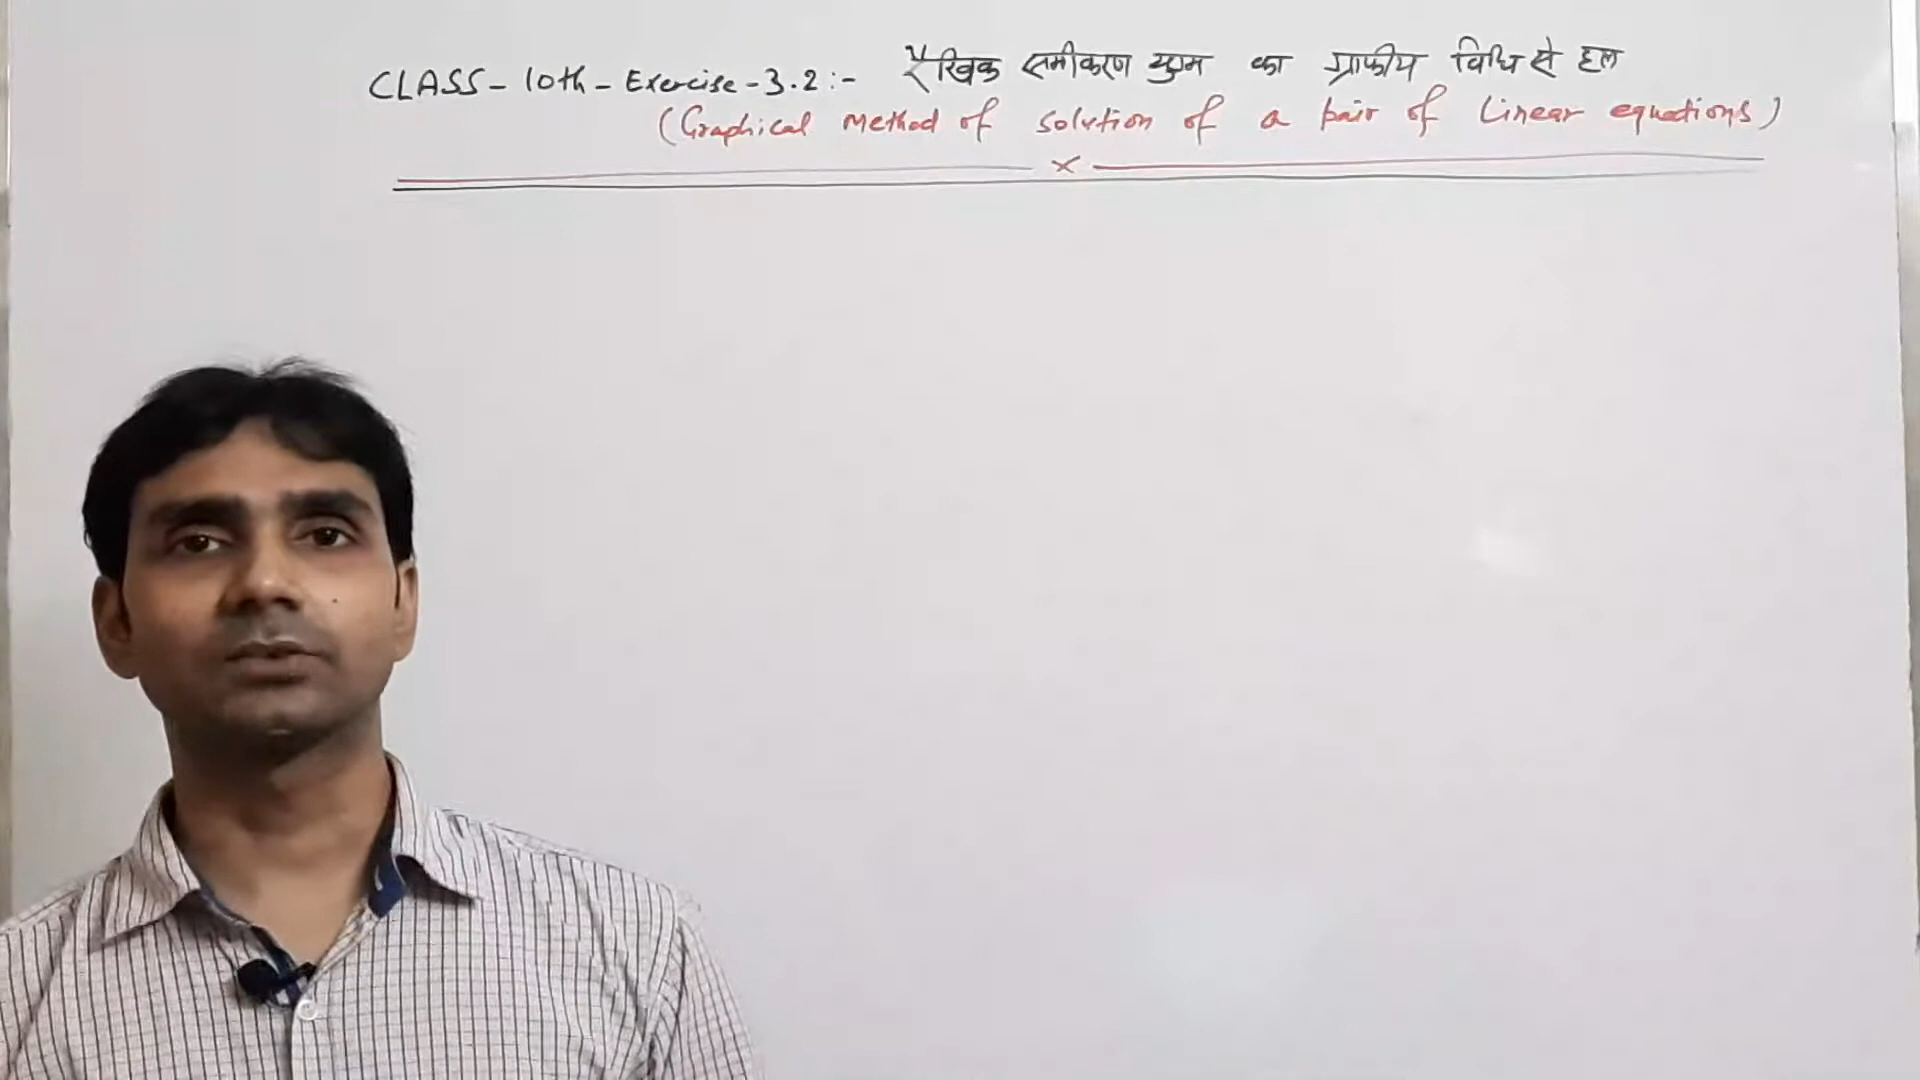 CLASS - 10th - Exercise - 3.2 :- रैखिक समीकरण युग्म का ग्राफीय विधि से हल
(Graphical method of solution of a pair of Linear equations)